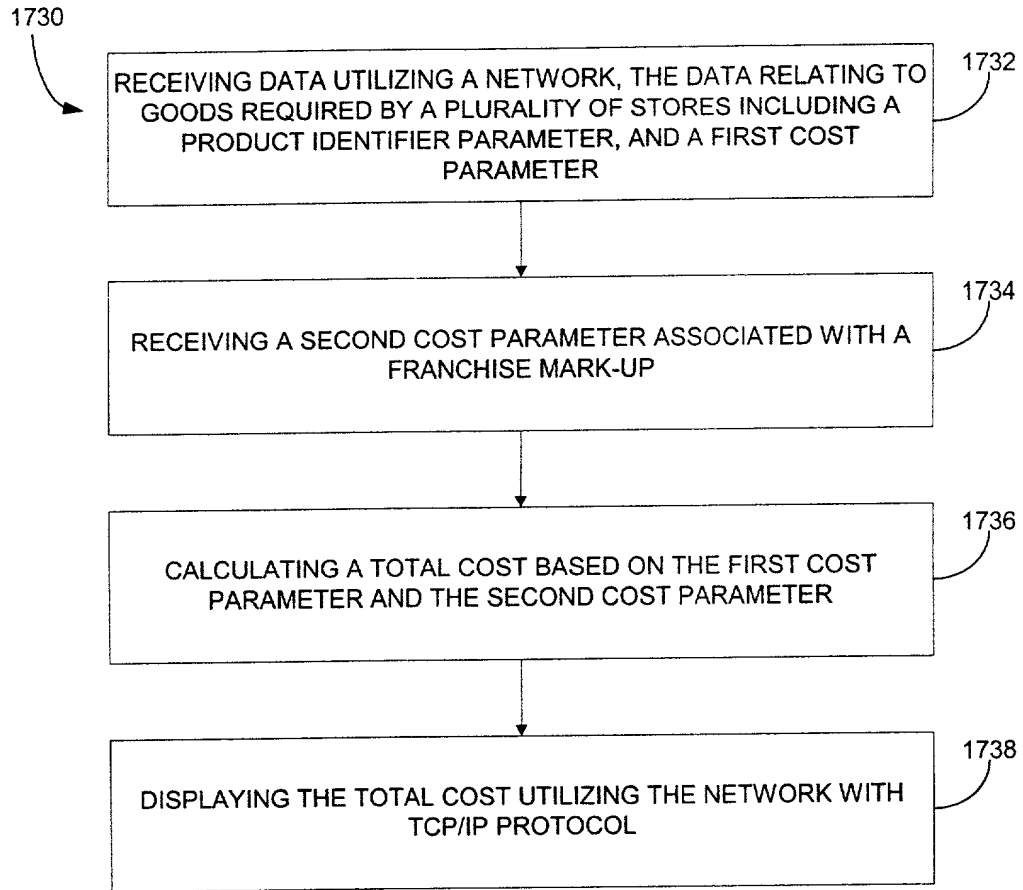 1730
RECEIVING DATA UTILIZING A NETWORK, THE DATA RELATING TO
GOODS REQUIRED BY A PLURALITY OF STORES INCLUDING A
PRODUCT IDENTIFIER PARAMETER, AND A FIRST COST
PARAMETER
1732
RECEIVING A SECOND COST PARAMETER ASSOCIATED WITH A
FRANCHISE MARK-UP
1734
CALCULATING A TOTAL COST BASED ON THE FIRST COST
PARAMETER AND THE SECOND COST PARAMETER
1736
DISPLAYING THE TOTAL COST UTILIZING THE NETWORK WITH
TCP/IP PROTOCOL
1738